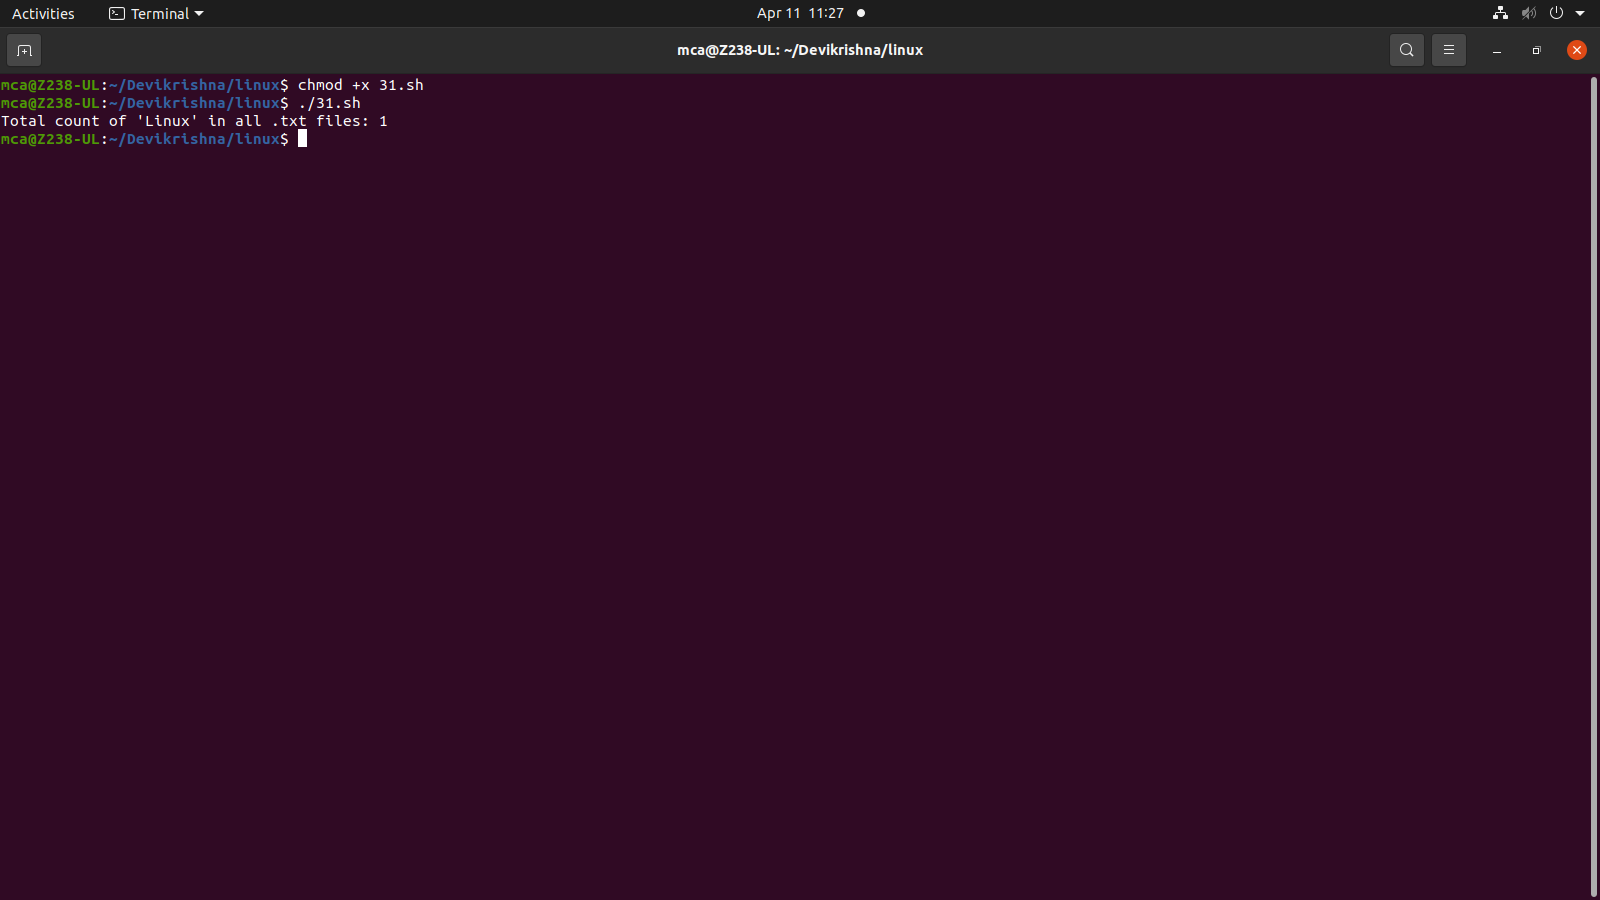 Activities Terminal Apr 11 11:27
mca@Z238-UL: ~/Devikrishna/linux
mca@Z238-UL:~/Devikrishna/linux$ chmod +x 31.sh
mca@Z238-UL:~/Devikrishna/linux$ ./31.sh
Total count of 'Linux' in all .txt files: 1
mca@Z238-UL:~/Devikrishna/linux$